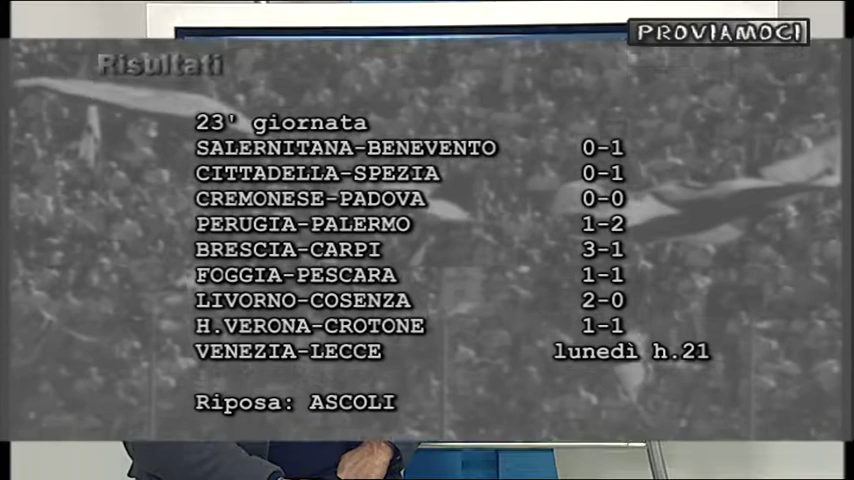 PROVIAMOCI
Risultati
23' giornata
SALERNITANA-BENEVENTO 0-1
CITTADELLA-SPEZIA 0-1
CREMONESE-PADOVA 0-0
PERUGIA-PALERMO 1-2
BRESCIA-CARPI 3-1
FOGGIA-PESCARA 1-1
LIVORNO-COSENZA 2-0
H.VERONA-CROTONE 1-1
VENEZIA-LECCE lunedì h.21
Riposa: ASCOLI